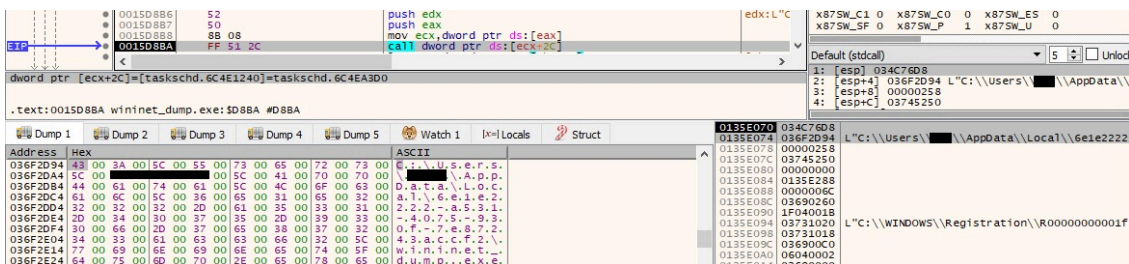 0015D8B6 52 push edx edx:L"C
0015D8B7 50 push eax
0015D8B8 8B 08 mov ecx,dword ptr ds:[eax]
EIP 0015D8BA FF 51 2C call dword ptr ds:[ecx+2C]
x87SW_C1 0 x87SW_C0 0 x87SW_ES 0
x87SW_SF 0 x87SW_P 1 x87SW_U 0
Default (stdcall) 5 Unloc
dword ptr [ecx+2C]=[taskschd.6C4E1240]=taskschd.6C4EA3D0
1: [esp] 034C76D8
2: [esp+4] 036F2D94 L"C:\\Users\\ \\AppData\\
3: [esp+8] 00000258
4: [esp+C] 03745250
.text:0015D8BA wininet_dump.exe:$D8BA #D8BA
Dump 1 Dump 2 Dump 3 Dump 4 Dump 5 Watch 1 [x=] Locals Struct
Address Hex ASCII
036F2D94 43 00 3A 00 5C 00 55 00 73 00 65 00 72 00 73 00 C.:.\.U.s.e.r.s.
036F2DA4 5C 00 00 5C 00 41 00 70 00 70 00 \. .\.A.p.p.
036F2DB4 44 00 61 00 74 00 61 00 5C 00 4C 00 6F 00 63 00 D.a.t.a.\.L.o.c.
036F2DC4 61 00 6C 00 5C 00 36 00 65 00 31 00 65 00 32 00 a.l.\.6.e.1.e.2.
036F2DD4 32 00 32 00 32 00 2D 00 61 00 35 00 33 00 31 00 2.2.2.-.a.5.3.1.
036F2DE4 2D 00 34 00 30 00 37 00 35 00 2D 00 39 00 33 00 -.4.0.7.5.-.9.3.
036F2DF4 30 00 66 00 2D 00 37 00 65 00 38 00 37 00 32 00 0.f.-.7.e.8.7.2.
036F2E04 34 00 33 00 61 00 63 00 63 00 66 00 32 00 5C 00 4.3.a.c.c.f.2.\.
036F2E14 77 00 69 00 6E 00 69 00 6E 00 65 00 74 00 5F 00 w.i.n.i.n.e.t._.
036F2E24 64 00 75 00 6D 00 70 00 2E 00 65 00 78 00 65 00 d.u.m.p...e.x.e.
0135E070 034C76D8
0135E074 036F2D94 L"C:\\Users\\ \\AppData\\Local\\6e1e2222
0135E078 00000258
0135E07C 03745250
0135E080 00000000
0135E084 0135E288
0135E088 0000006C
0135E08C 03690260
0135E090 1F04001B
0135E094 03731020 L"C:\\WINDOWS\\Registration\\R00000000001f
0135E098 03731018
0135E09C 036900C0
0135E0A0 06040002